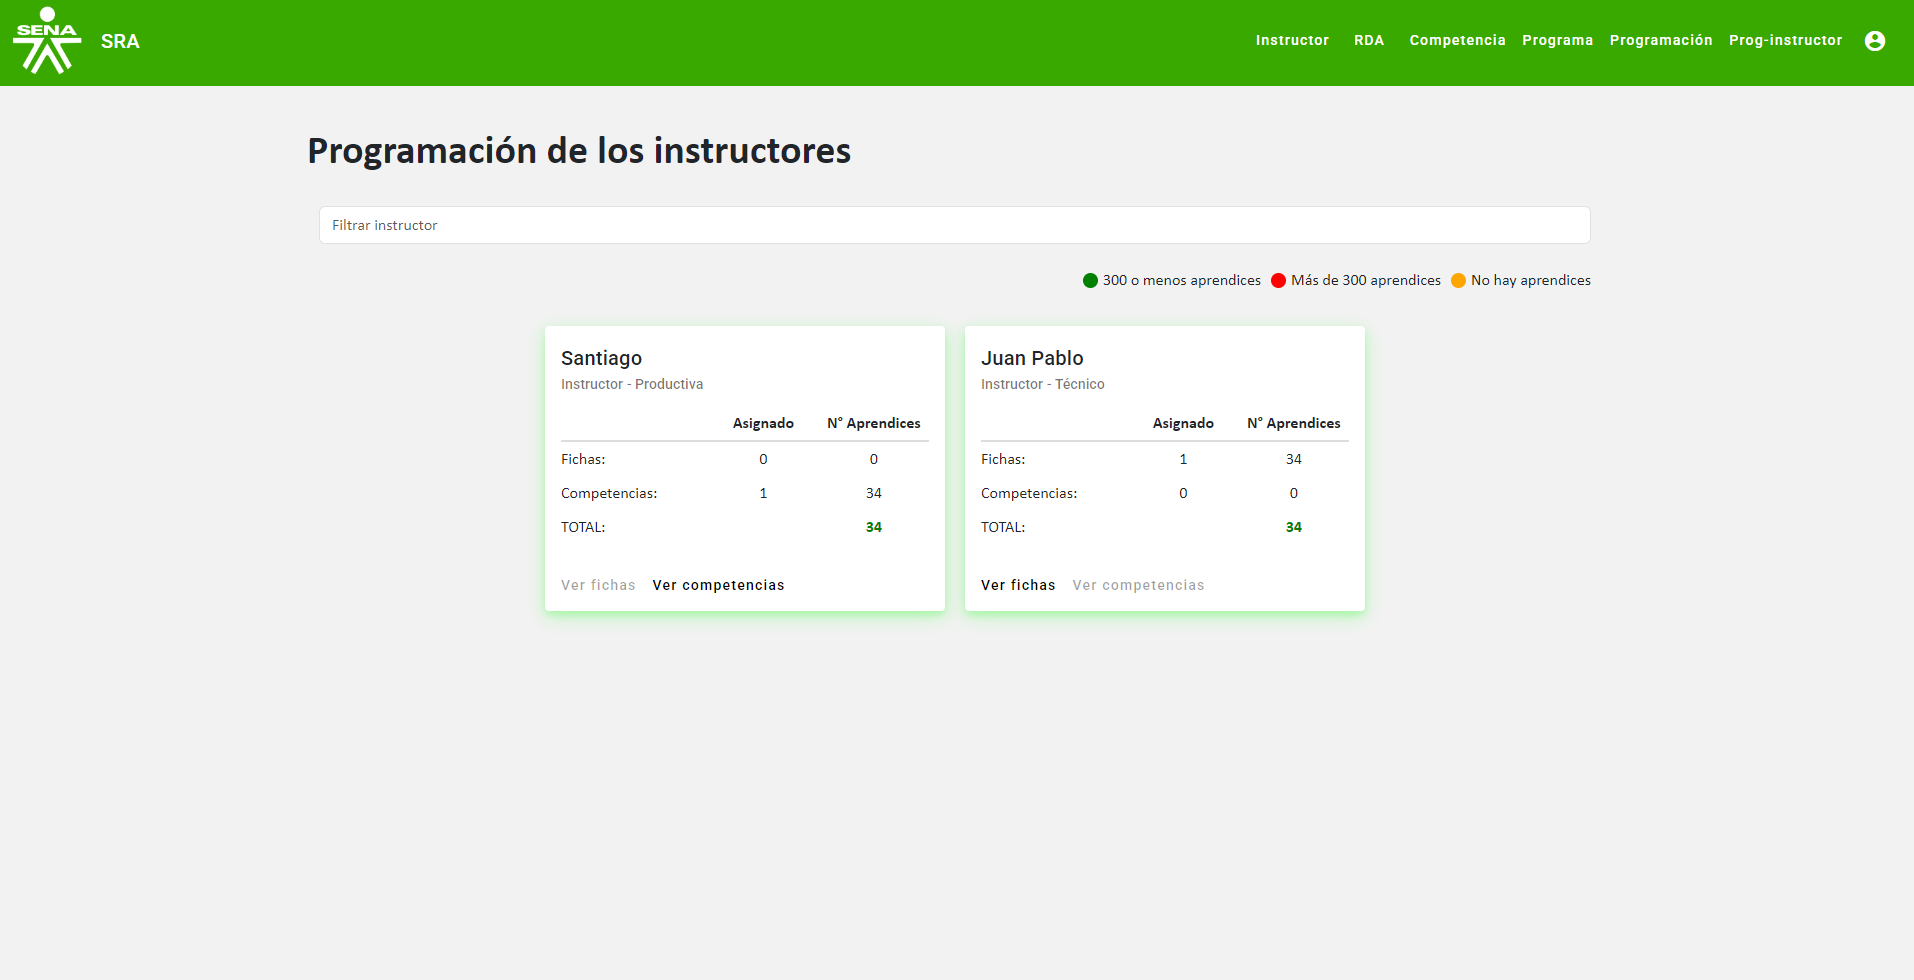 SENA
SRA
Instructor RDA Competencia Programa Programación Prog-instructor
Programación de los instructores
Filtrar instructor
300 o menos aprendices Más de 300 aprendices No hay aprendices
Santiago
Instructor - Productiva
Asignado N° Aprendices
Fichas: 0 0
Competencias: 1 34
TOTAL: 34
Ver fichas Ver competencias
Juan Pablo
Instructor - Técnico
Asignado N° Aprendices
Fichas: 1 34
Competencias: 0 0
TOTAL: 34
Ver fichas Ver competencias